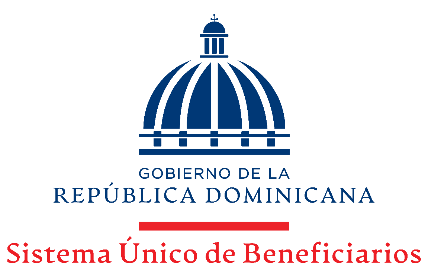 GOBIERNO DE LA
REPÚBLICA DOMINICANA
Sistema Único de Beneficiarios